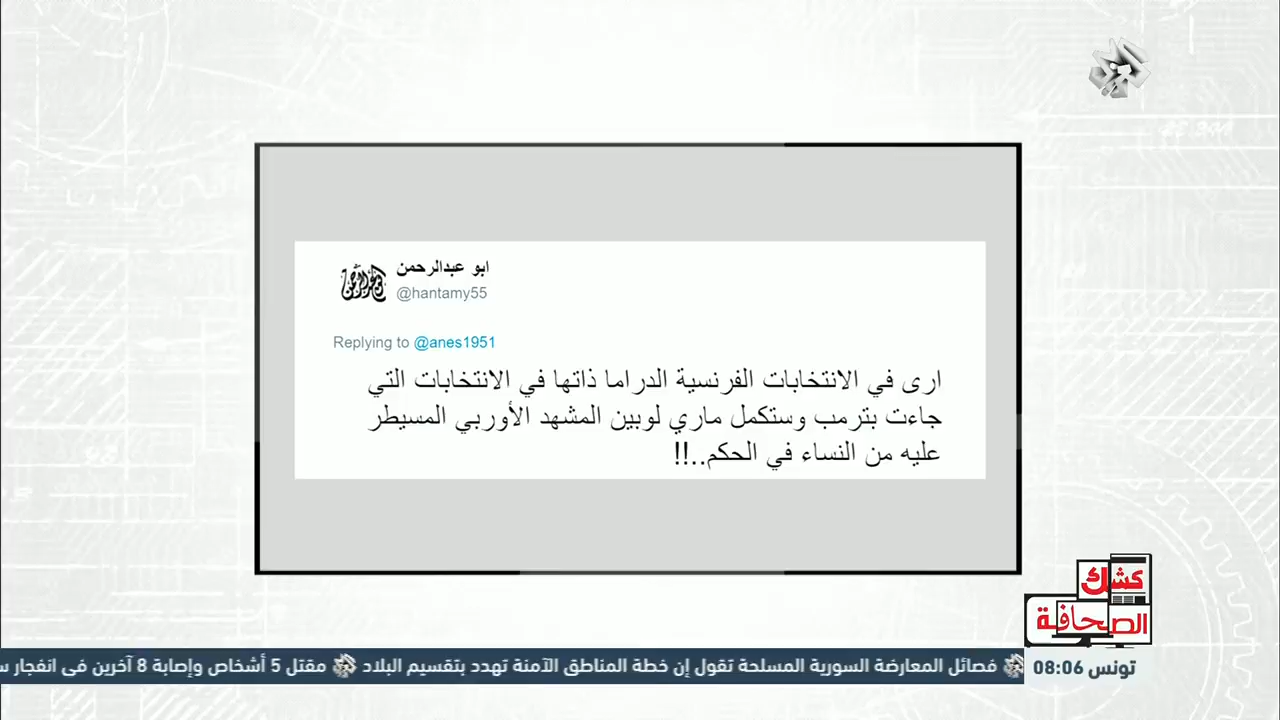 ابو عبدالرحمن
@hantamy55
Replying to @anes1951
ارى في الانتخابات الفرنسية الدراما ذاتها في الانتخابات التي
جاءت بترمب وستكمل ماري لوبين المشهد الأوربي المسيطر
عليه من النساء في الحكم..!!
كشك
الصحافة
تونس 08:06
فصائل المعارضة السورية المسلحة تقول إن خطة المناطق الآمنة تهدد بتقسيم البلاد
مقتل 5 أشخاص وإصابة 8 آخرين في انفجار